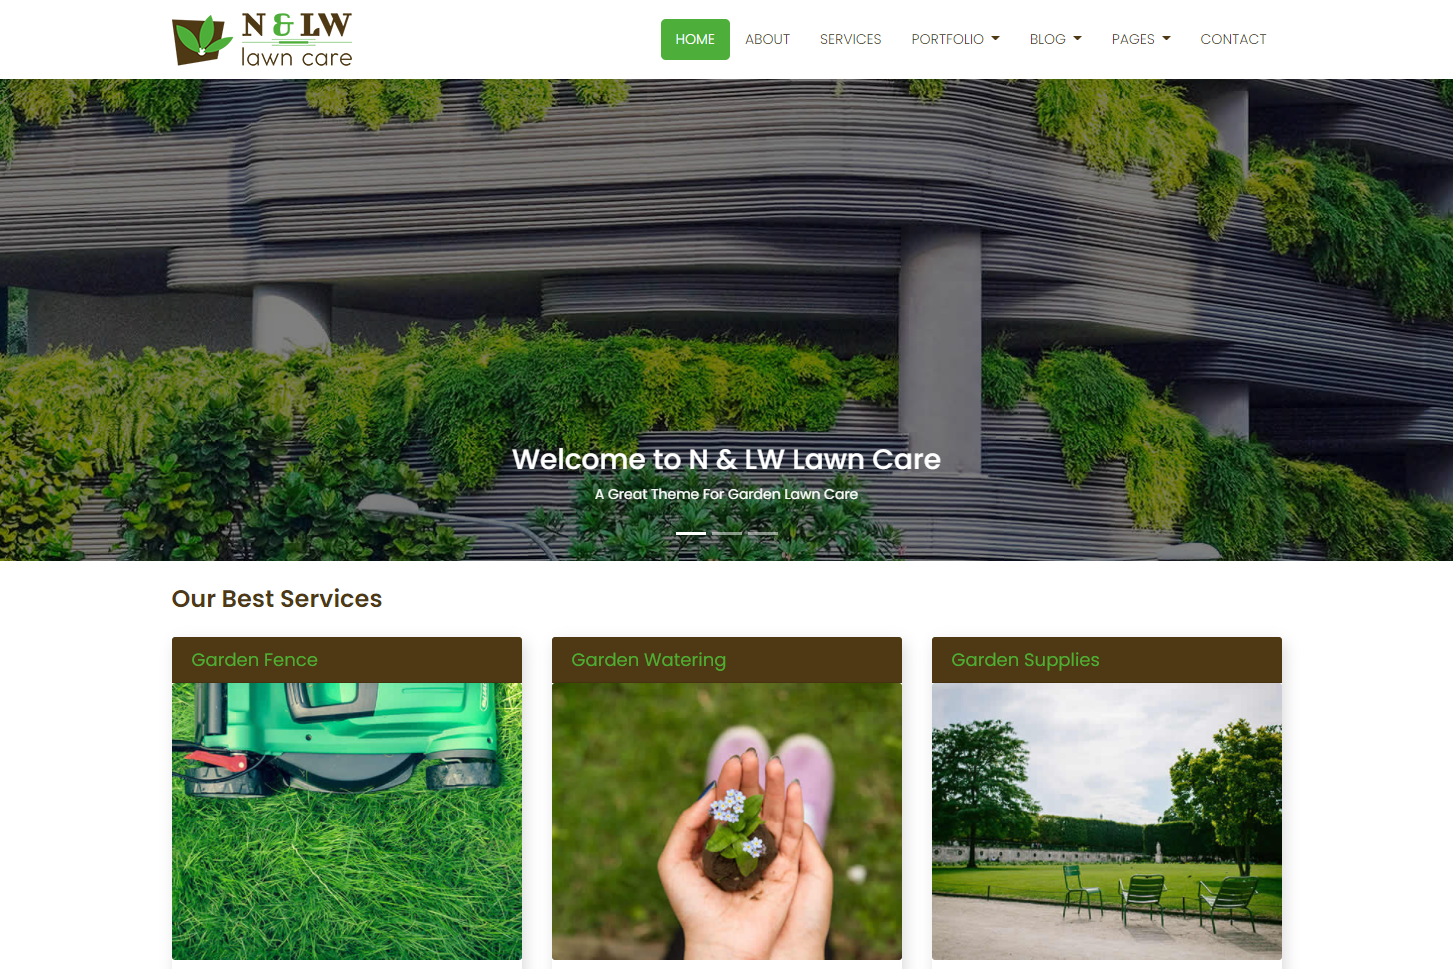 N & LW
lawn care
HOME ABOUT SERVICES PORTFOLIO BLOG PAGES CONTACT
Welcome to N & LW Lawn Care
A Great Theme For Garden Lawn Care
Our Best Services
Garden Fence
Garden Watering
Garden Supplies